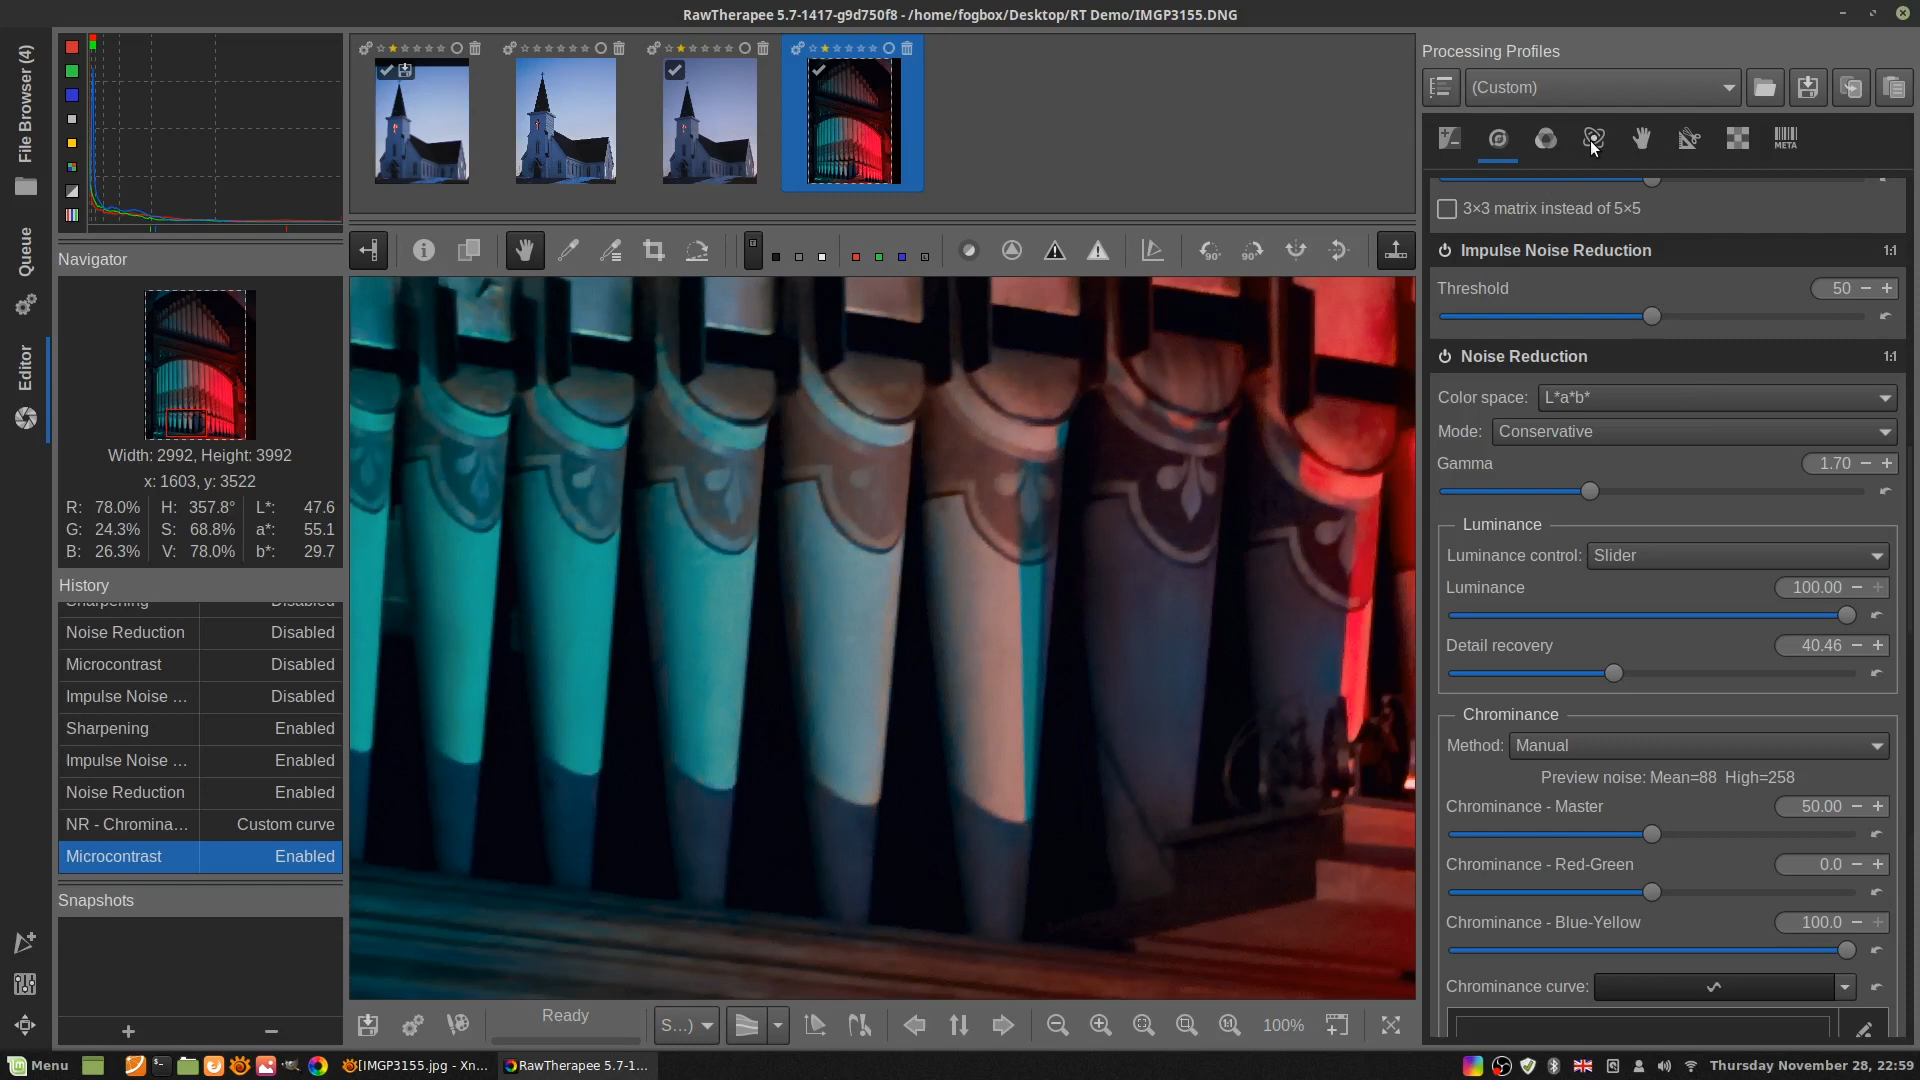 RawTherapee 5.7-1417-g9d750f8 - /home/fogbox/Desktop/RT Demo/IMGP3155.DNG
File Browser (4)
Queue
Editor
Navigator
Width: 2992, Height: 3992
x: 1603, y: 3522
R: 78.0% H: 357.8° L*: 47.6
G: 24.3% S: 68.8% a*: 55.1
B: 26.3% V: 78.0% b*: 29.7
History
Sharpening Disabled
Noise Reduction Disabled
Microcontrast Disabled
Impulse Noise ... Disabled
Sharpening Enabled
Impulse Noise ... Enabled
Noise Reduction Enabled
NR - Chromina... Custom curve
Microcontrast Enabled
Snapshots
Ready
S...)
100%
Processing Profiles
(Custom)
META
3×3 matrix instead of 5×5
Impulse Noise Reduction 1:1
Threshold 50
Noise Reduction 1:1
Color space: L*a*b*
Mode: Conservative
Gamma 1.70
Luminance
Luminance control: Slider
Luminance 100.00
Detail recovery 40.46
Chrominance
Method: Manual
Preview noise: Mean=88 High=258
Chrominance - Master 50.00
Chrominance - Red-Green 0.0
Chrominance - Blue-Yellow 100.0
Chrominance curve:
Menu
[IMGP3155.jpg - Xn...
RawTherapee 5.7-1...
Thursday November 28, 22:59